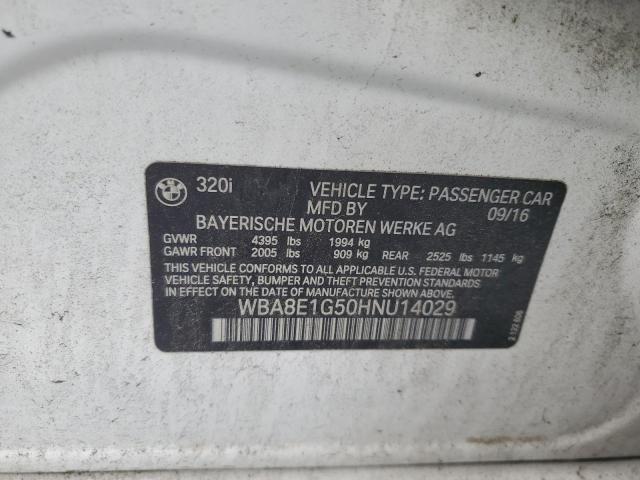 BMW
320i VEHICLE TYPE: PASSENGER CAR
MFD BY 09/16
BAYERISCHE MOTOREN WERKE AG
GVWR 4395 lbs 1994 kg
GAWR FRONT 2005 lbs 909 kg REAR 2525 lbs 1145 kg
THIS VEHICLE CONFORMS TO ALL APPLICABLE U.S. FEDERAL MOTOR
VEHICLE SAFETY, BUMPER AND THEFT PREVENTION STANDARDS
IN EFFECT ON THE DATE OF MANUFACTURE SHOWN ABOVE.
WBA8E1G50HNU14029